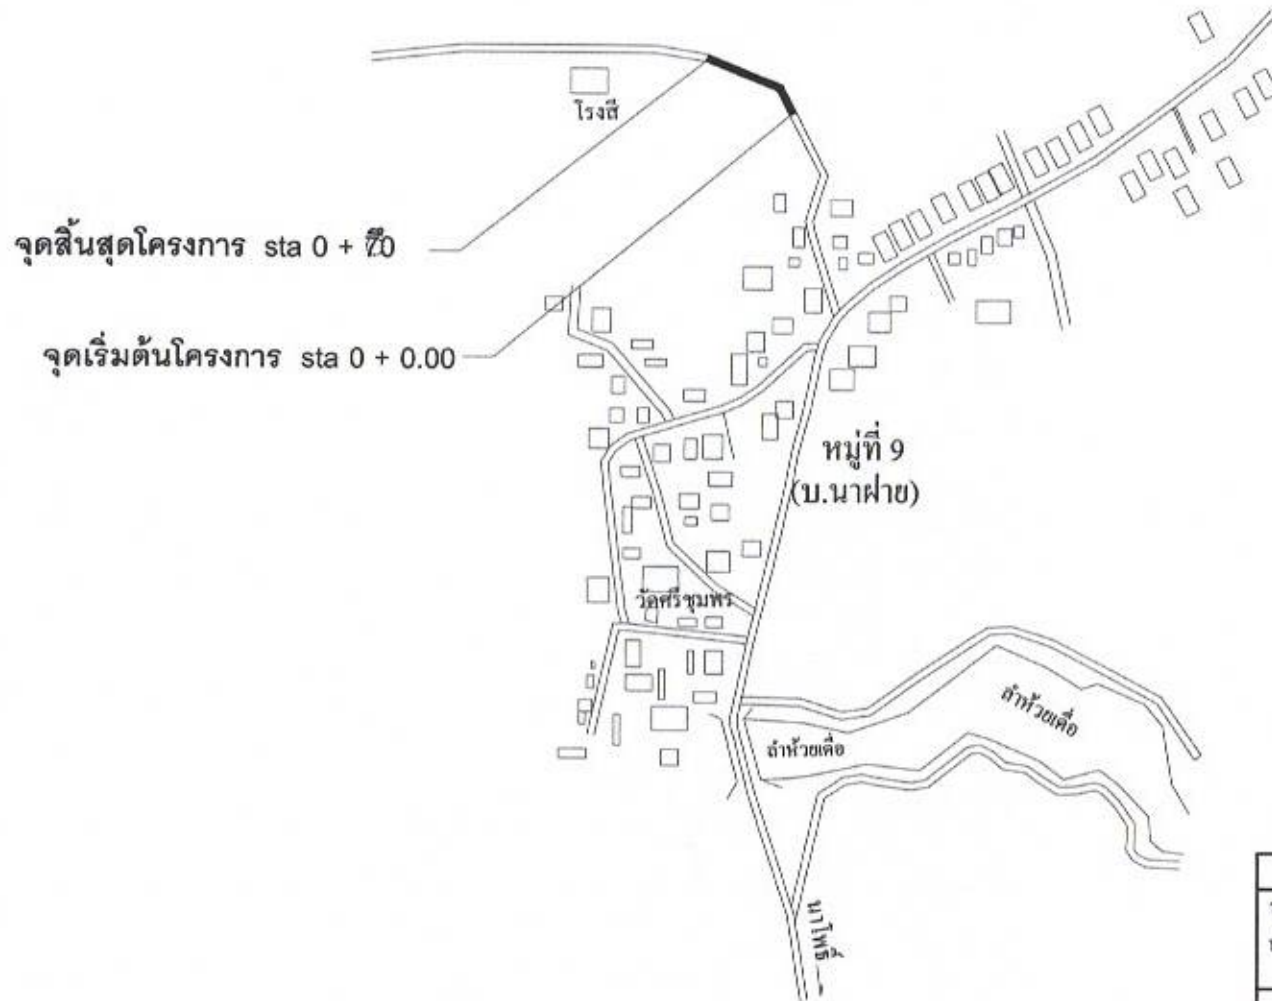 โรงสี
จุดสิ้นสุดโครงการ sta 0 +
จุดเริ่มต้นโครงการ sta 0 + 0.00
หมู่ที่ 9
(บ.นาฝาย)
วัดศรีชุมพร
ลำห้วยเดื่อ
ลำห้วยเดื่อ
นาโพธิ์